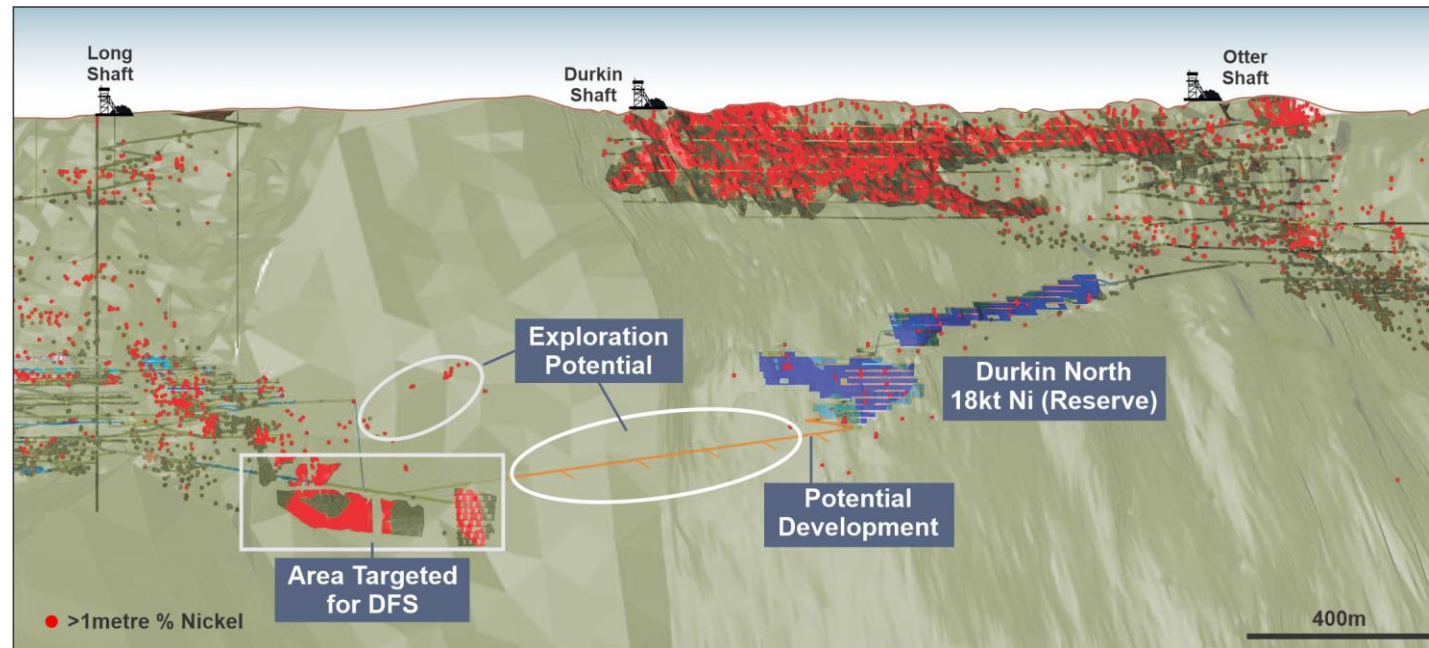 Long
Shaft
Durkin
Shaft
Otter
Shaft
Exploration
Potential
Durkin North
18kt Ni (Reserve)
Potential
Development
Area Targeted
for DFS
>1metre % Nickel
400m